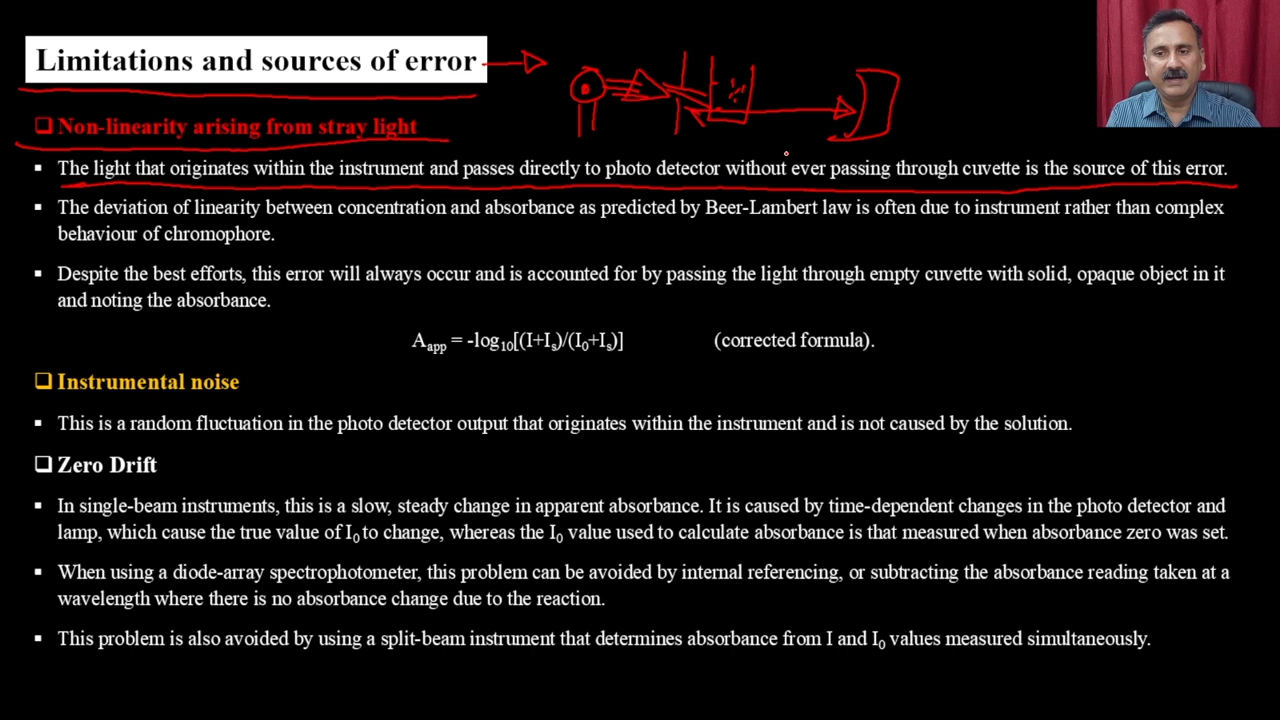 Limitations and sources of error
❑ Non-linearity arising from stray light
▪ The light that originates within the instrument and passes directly to photo detector without ever passing through cuvette is the source of this error.
▪ The deviation of linearity between concentration and absorbance as predicted by Beer-Lambert law is often due to instrument rather than complex
behaviour of chromophore.
▪ Despite the best efforts, this error will always occur and is accounted for by passing the light through empty cuvette with solid, opaque object in it
and noting the absorbance.
A_app = -log₁₀[(I+Iₛ)/(I₀+Iₛ)] (corrected formula).
❑ Instrumental noise
▪ This is a random fluctuation in the photo detector output that originates within the instrument and is not caused by the solution.
❑ Zero Drift
▪ In single-beam instruments, this is a slow, steady change in apparent absorbance. It is caused by time-dependent changes in the photo detector and
lamp, which cause the true value of I₀ to change, whereas the I₀ value used to calculate absorbance is that measured when absorbance zero was set.
▪ When using a diode-array spectrophotometer, this problem can be avoided by internal referencing, or subtracting the absorbance reading taken at a
wavelength where there is no absorbance change due to the reaction.
▪ This problem is also avoided by using a split-beam instrument that determines absorbance from I and I₀ values measured simultaneously.